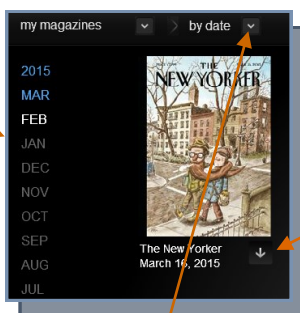 my magazines by date
2015
MAR
FEB
JAN
DEC
NOV
OCT
SEP
AUG
JUL
THE
NEW YORKER
The New Yorker
March 16, 2015